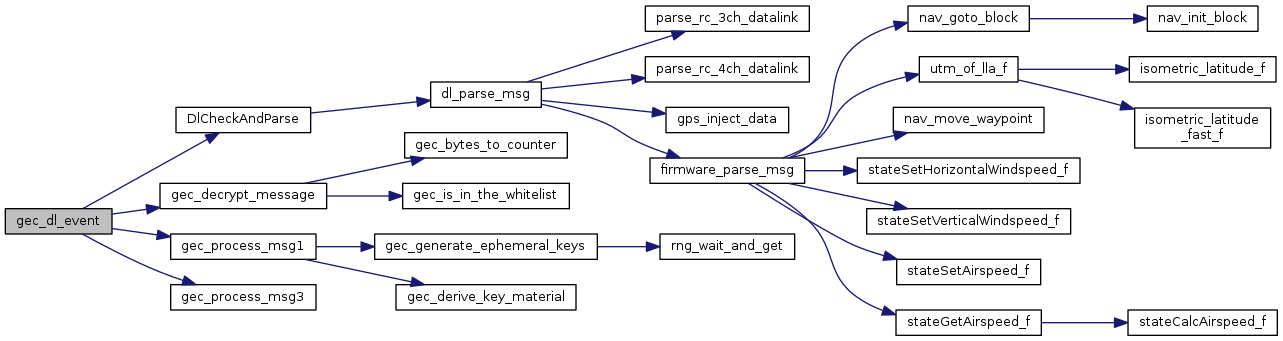 gec_dl_event
DlCheckAndParse
gec_decrypt_message
gec_process_msg1
gec_process_msg3
dl_parse_msg
gec_bytes_to_counter
gec_is_in_the_whitelist
gec_generate_ephemeral_keys
gec_derive_key_material
parse_rc_3ch_datalink
parse_rc_4ch_datalink
gps_inject_data
firmware_parse_msg
rng_wait_and_get
nav_goto_block
utm_of_lla_f
nav_move_waypoint
stateSetHorizontalWindspeed_f
stateSetVerticalWindspeed_f
stateSetAirspeed_f
stateGetAirspeed_f
nav_init_block
isometric_latitude_f
isometric_latitude
_fast_f
stateCalcAirspeed_f